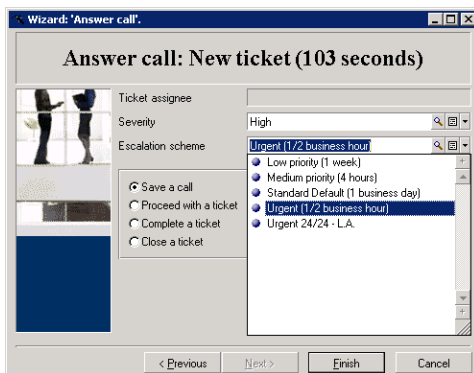 Wizard: 'Answer call'.
Answer call: New ticket (103 seconds)
Ticket assignee
Severity
High
Escalation scheme
Urgent (1/2 business hour
Low priority (1 week)
Medium priority (4 hours)
Standard Default (1 business day)
Urgent (1/2 business hour)
Urgent 24/24 - L.A.
Save a call
Proceed with a ticket
Complete a ticket
Close a ticket
< Previous
Next >
Finish
Cancel